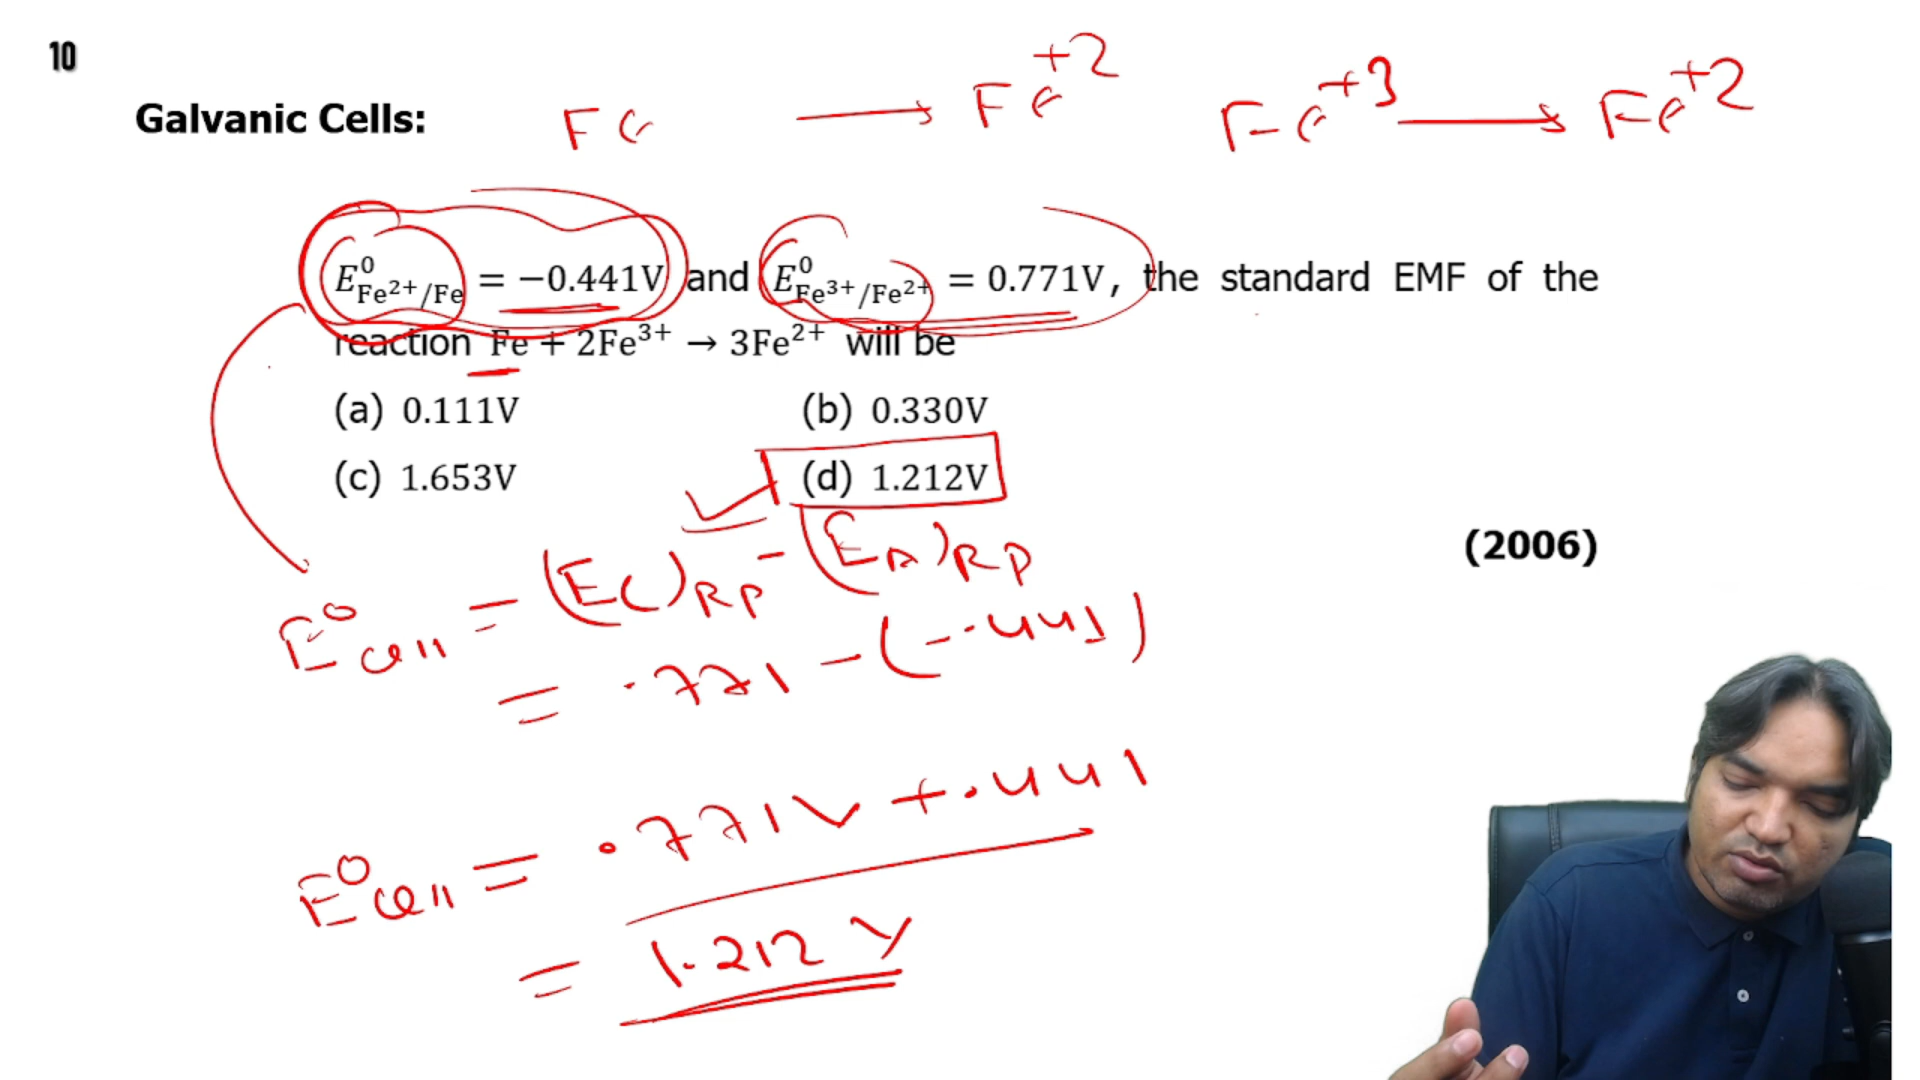 10
Fe → Fe⁺²
Fe⁺³ → Fe⁺²
Galvanic Cells:
E⁰Fe²⁺/Fe = −0.441V and E⁰Fe³⁺/Fe²⁺ = 0.771V, the standard EMF of the
reaction Fe + 2Fe³⁺ → 3Fe²⁺ will be
(a) 0.111V (b) 0.330V
(c) 1.653V (d) 1.212V
(2006)
E⁰cell = (EC)RP - (EA)RP
= .771 - (-.441)
E⁰cell = .771V + .441
= 1.212 V